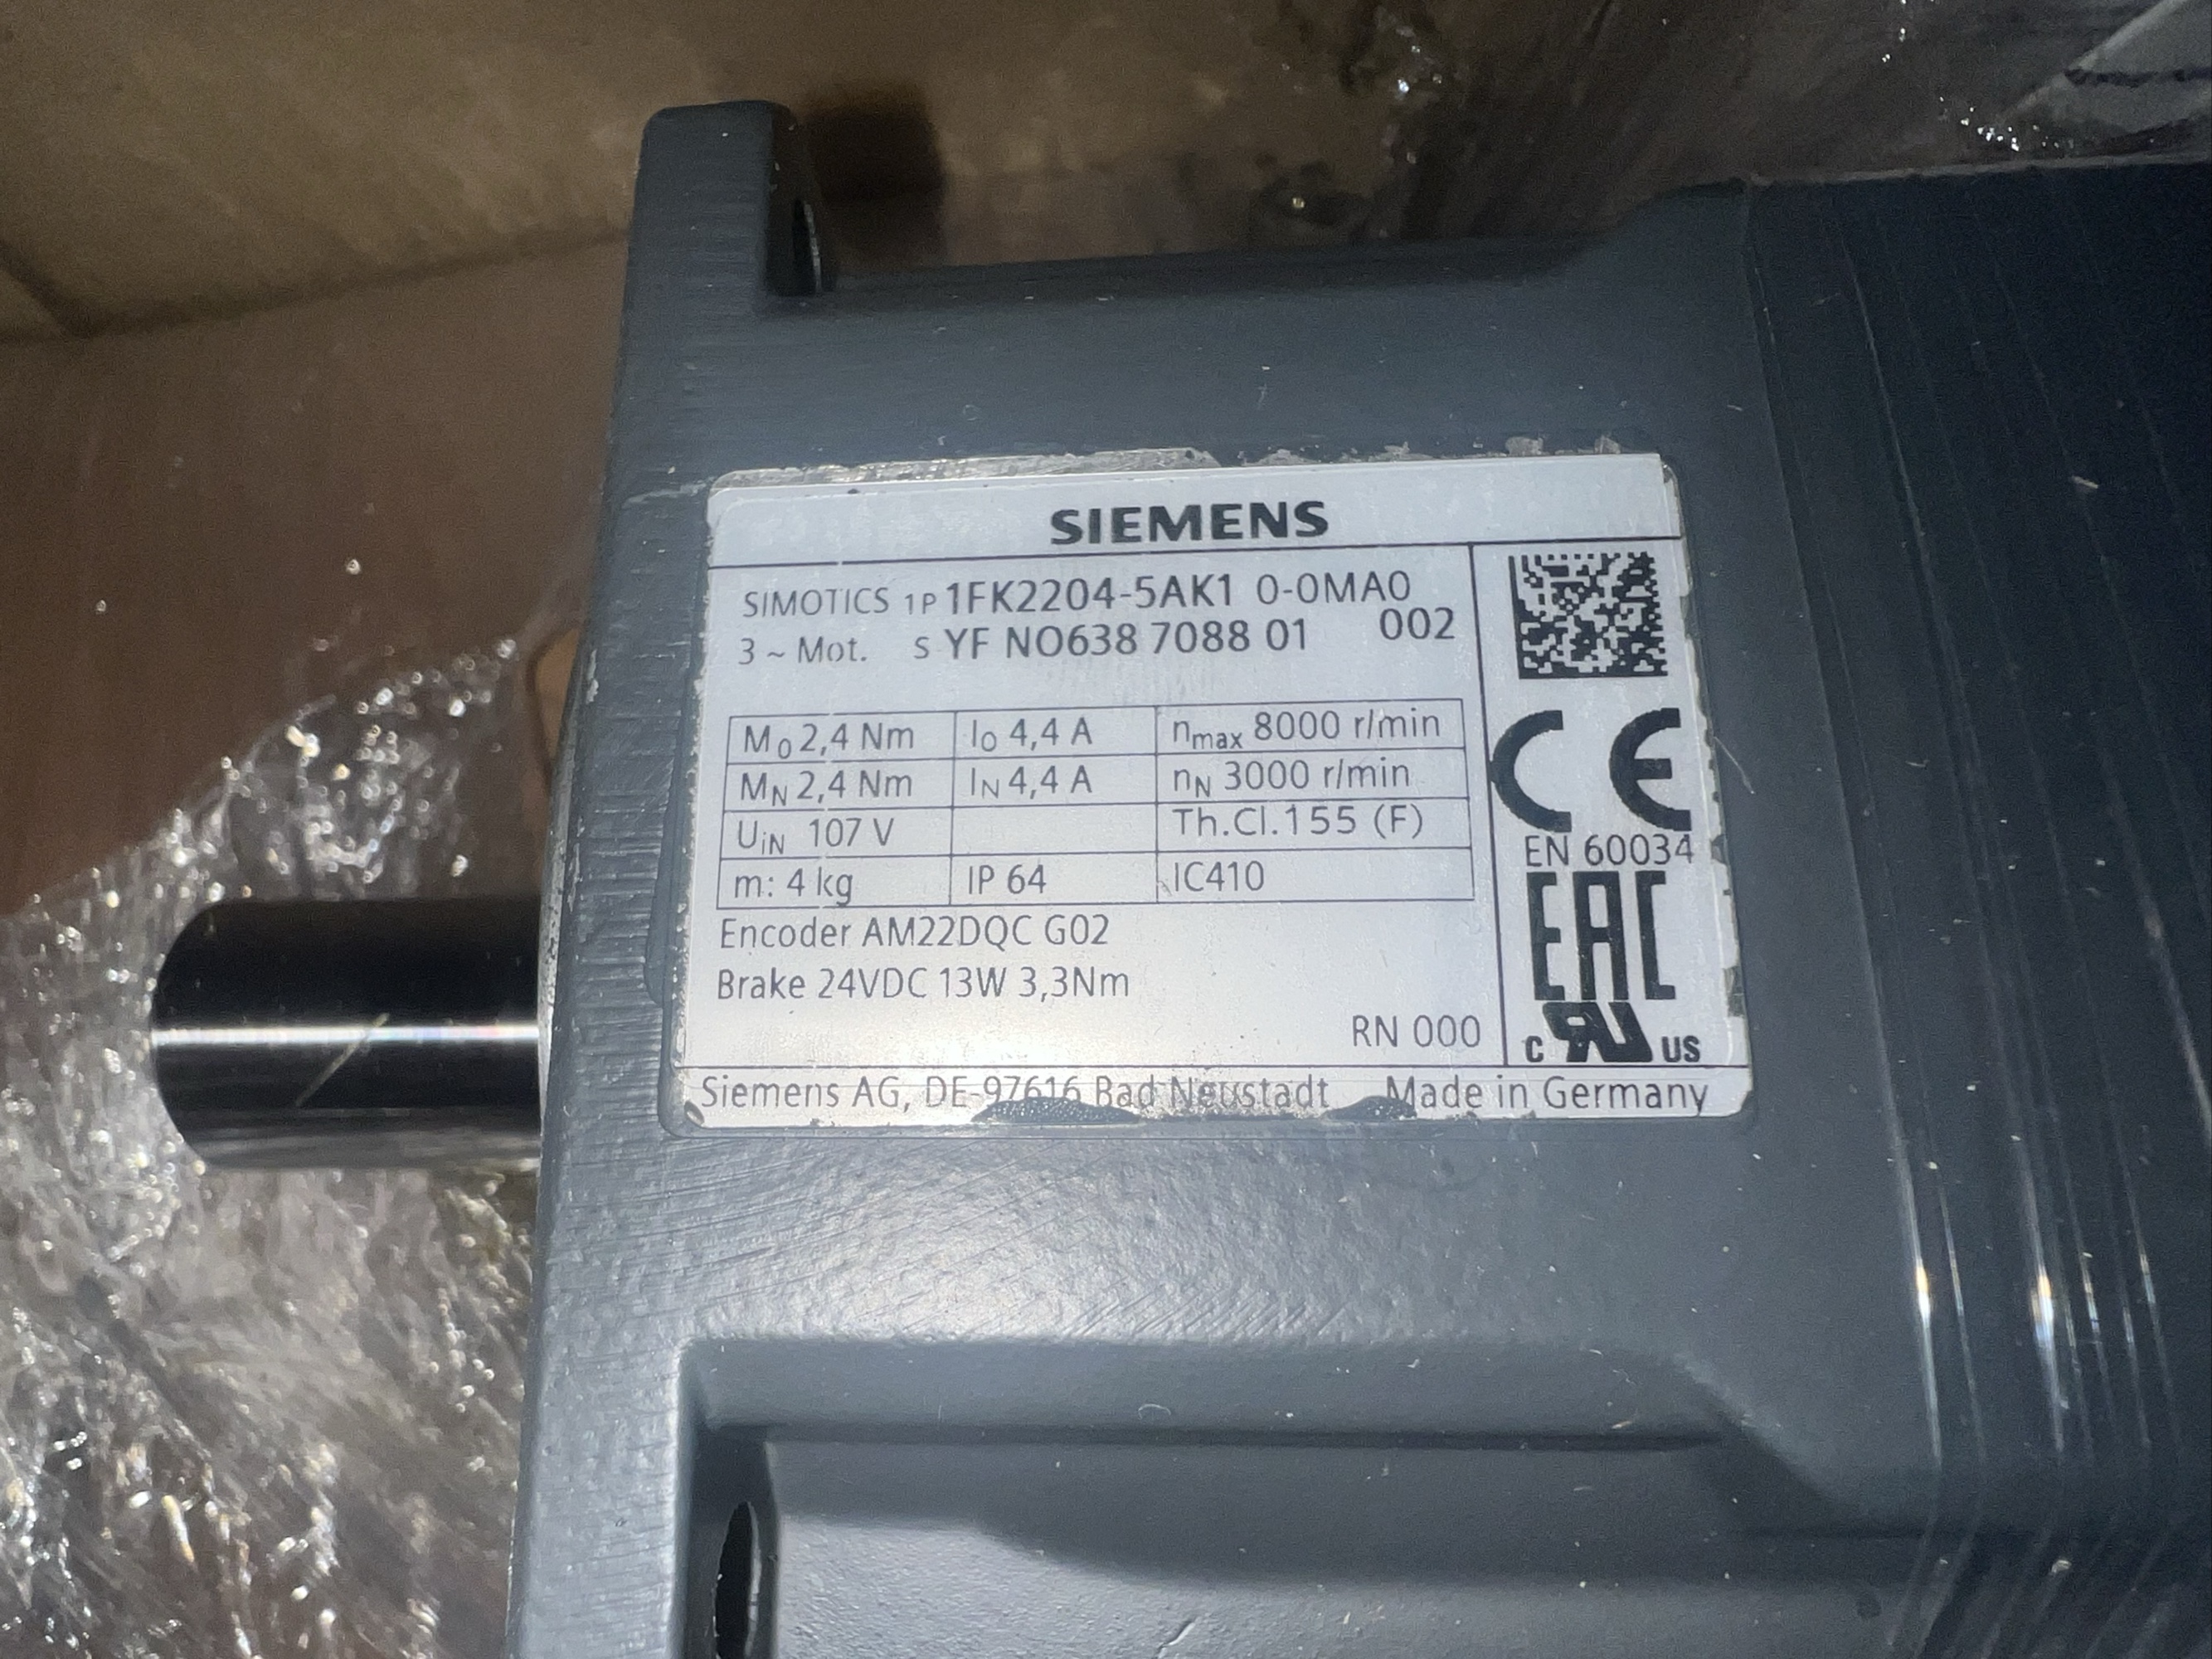 SIEMENS
SIMOTICS 1P 1FK2204-5AK1 0-0MA0
3 ~ Mot. S YF NO638 7088 01 002
M0 2,4 Nm I0 4,4 A nmax 8000 r/min
MN 2,4 Nm IN 4,4 A nN 3000 r/min
UiN 107 V Th.Cl.155 (F)
m: 4 kg IP 64 IC410
Encoder AM22DQC G02
Brake 24VDC 13W 3,3Nm
RN 000
CE
EN 60034
EAC
c RU US
Siemens AG, DE-97616 Bad Neustadt Made in Germany